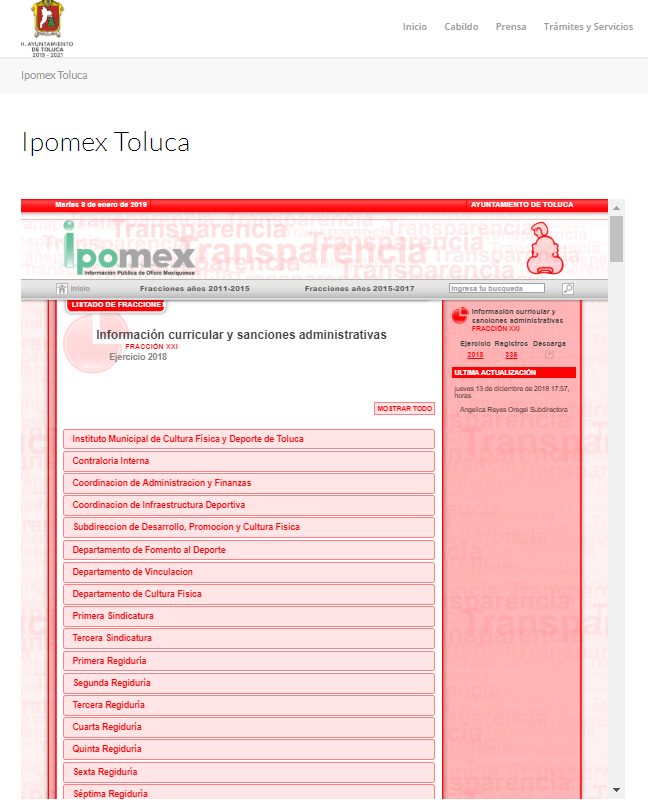 H. AYUNTAMIENTO
DE TOLUCA
2019 - 2021
Inicio Cabildo Prensa Trámites y Servicios
Ipomex Toluca
Ipomex Toluca
Martes 8 de enero de 2019 AYUNTAMIENTO DE TOLUCA
ipomex
Información Pública de Oficio Mexiquense
Transparencia
Inicio Fracciones años 2011-2015 Fracciones años 2015-2017 Ingresa tu busqueda
LISTADO DE FRACCIONES
Información curricular y sanciones administrativas
FRACCIÓN XXI
Ejercicio 2018
MOSTRAR TODO
Instituto Municipal de Cultura Fisica y Deporte de Toluca
Contraloria Interna
Coordinacion de Administracion y Finanzas
Coordinacion de Infraestructura Deportiva
Subdireccion de Desarrollo, Promocion y Cultura Fisica
Departamento de Fomento al Deporte
Departamento de Vinculacion
Departamento de Cultura Fisica
Primera Sindicatura
Tercera Sindicatura
Primera Regiduría
Segunda Regiduría
Tercera Regiduría
Cuarta Regiduría
Quinta Regiduría
Sexta Regiduría
Séptima Regiduría
Información curricular y
sanciones administrativas
FRACCIÓN XXI
Ejercicio Registros Descarga
2018
ULTIMA ACTUALIZACIÓN
jueves 13 de diciembre de 2018 17:57,
horas
Angelica Reyes Oregel Subdirectora